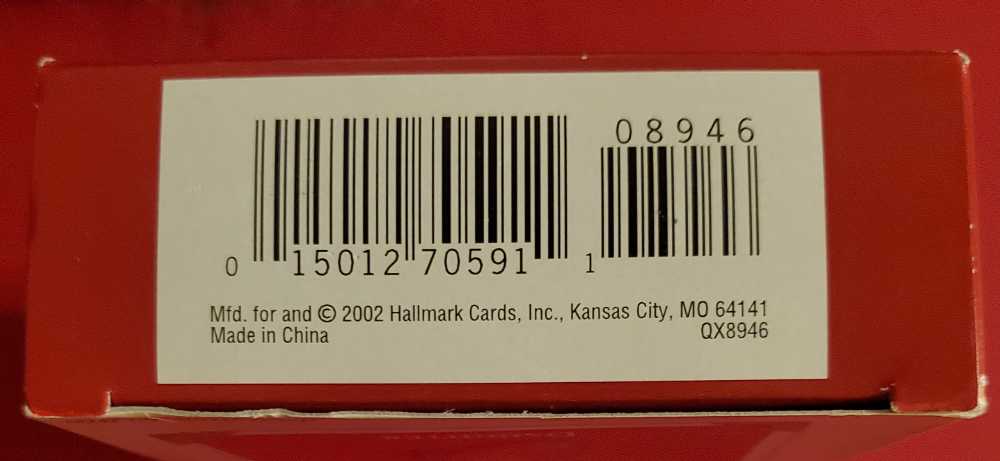 08946
0 15012 70591 1
Mfd. for and © 2002 Hallmark Cards, Inc., Kansas City, MO 64141
Made in China QX8946